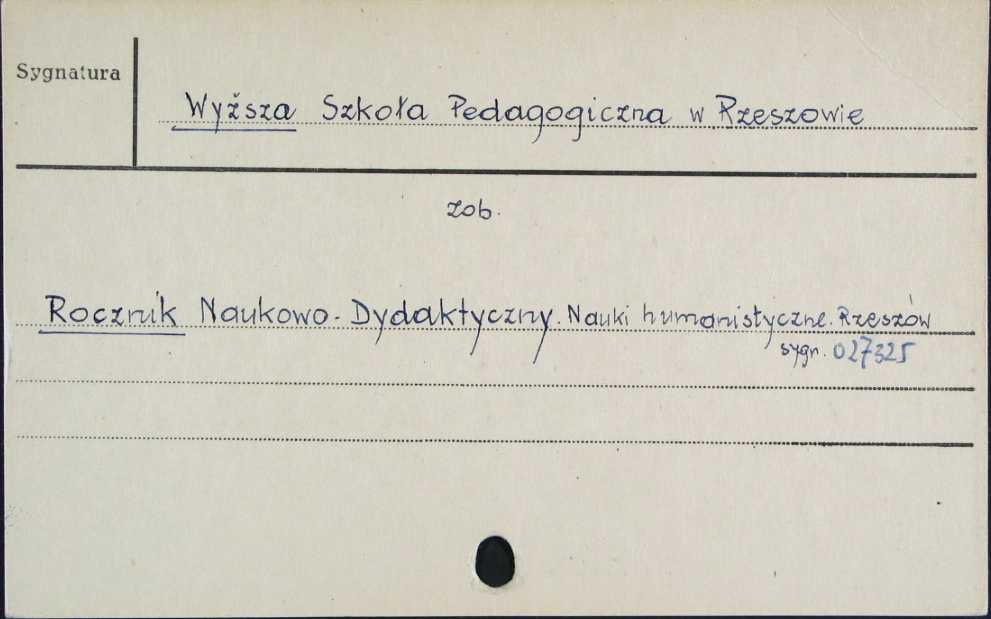 Sygnatura
Wyższa Szkoła Pedagogiczna w Rzeszowie
zob.
Rocznik Naukowo-Dydaktyczny. Nauki humanistyczne. Rzeszów
sygn. 027325